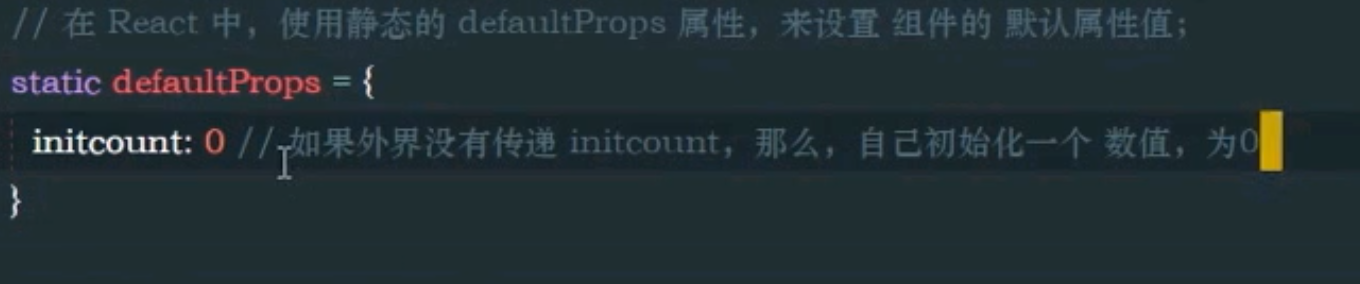 // 在 React 中，使用静态的 defaultProps 属性，来设置 组件的 默认属性值；
static defaultProps = {
initcount: 0 // 如果外界没有传递 initcount，那么，自己初始化一个 数值，为0
}